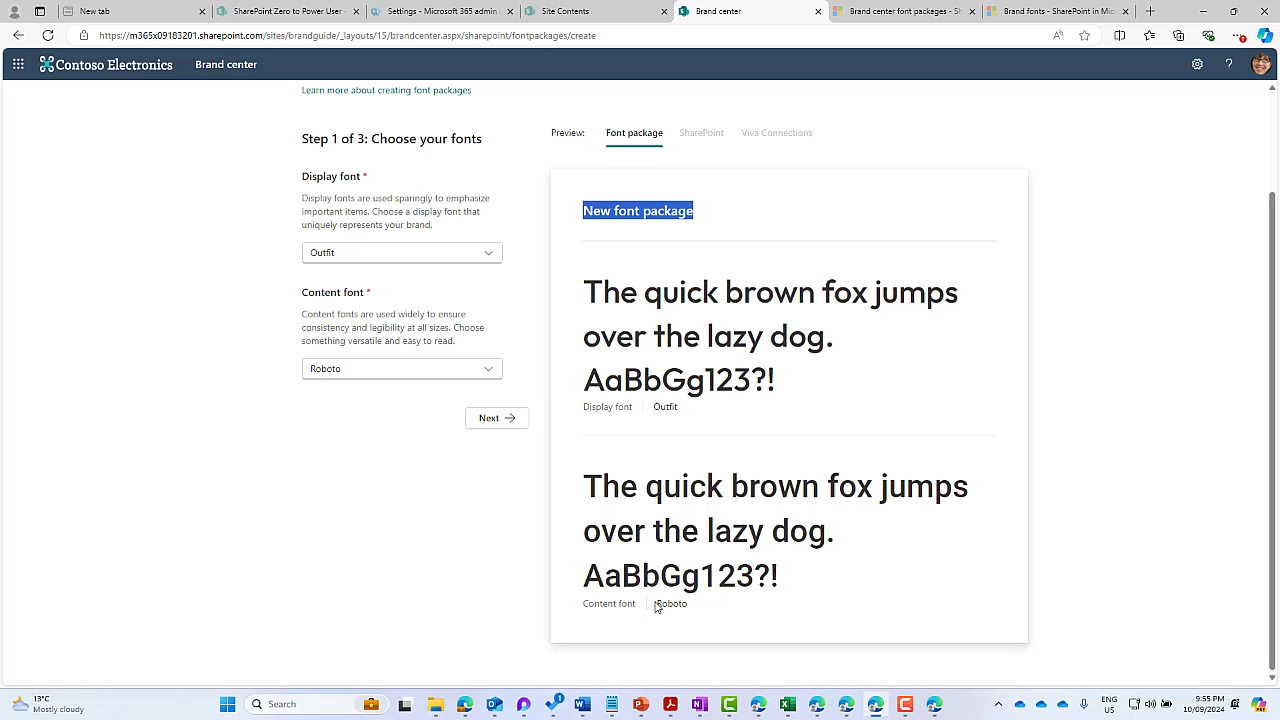 New tab
SharePoint Zero to Power User -
Settings - Microsoft 365 admin
Site Contents
Brand center
Brand center font packages - Sh
Brand fonts - SharePoint in M
https://m365x09183201.sharepoint.com/sites/brandguide/_layouts/15/brandcenter.aspx/sharepoint/fontpackages/create
Contoso Electronics
Brand center
Learn more about creating font packages
Step 1 of 3: Choose your fonts
Display font *
Display fonts are used sparingly to emphasize
important items. Choose a display font that
uniquely represents your brand.
Outfit
Content font *
Content fonts are used widely to ensure
consistency and legibility at all sizes. Choose
something versatile and easy to read.
Roboto
Next
Preview:
Font package
SharePoint
Viva Connections
New font package
The quick brown fox jumps
over the lazy dog.
AaBbGg123?!
Display font
Outfit
The quick brown fox jumps
over the lazy dog.
AaBbGg123?!
Content font
Roboto
13°C
Mostly cloudy
Search
1
ENG
US
9:55 PM
10/09/2024